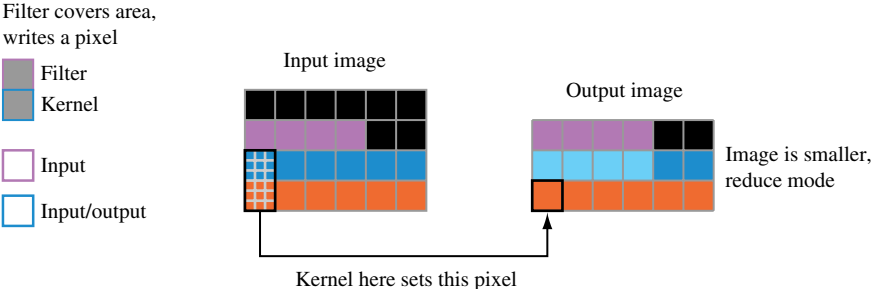 Filter covers area,
writes a pixel
Filter
Kernel
Input
Input/output
Input image
Output image
Image is smaller,
reduce mode
Kernel here sets this pixel